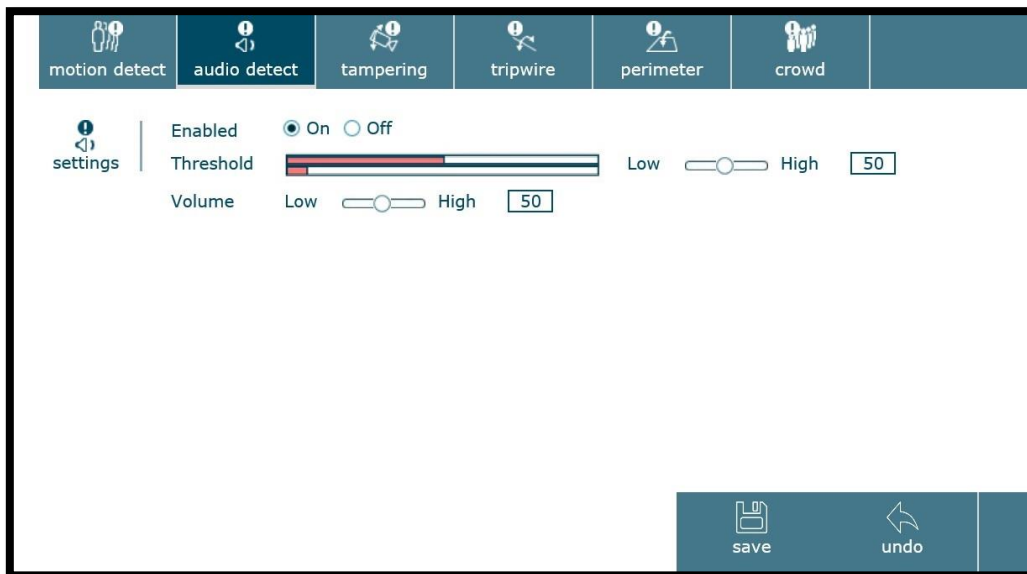 motion detect audio detect tampering tripwire perimeter crowd
settings
Enabled On Off
Threshold Low High 50
Volume Low High 50
save undo